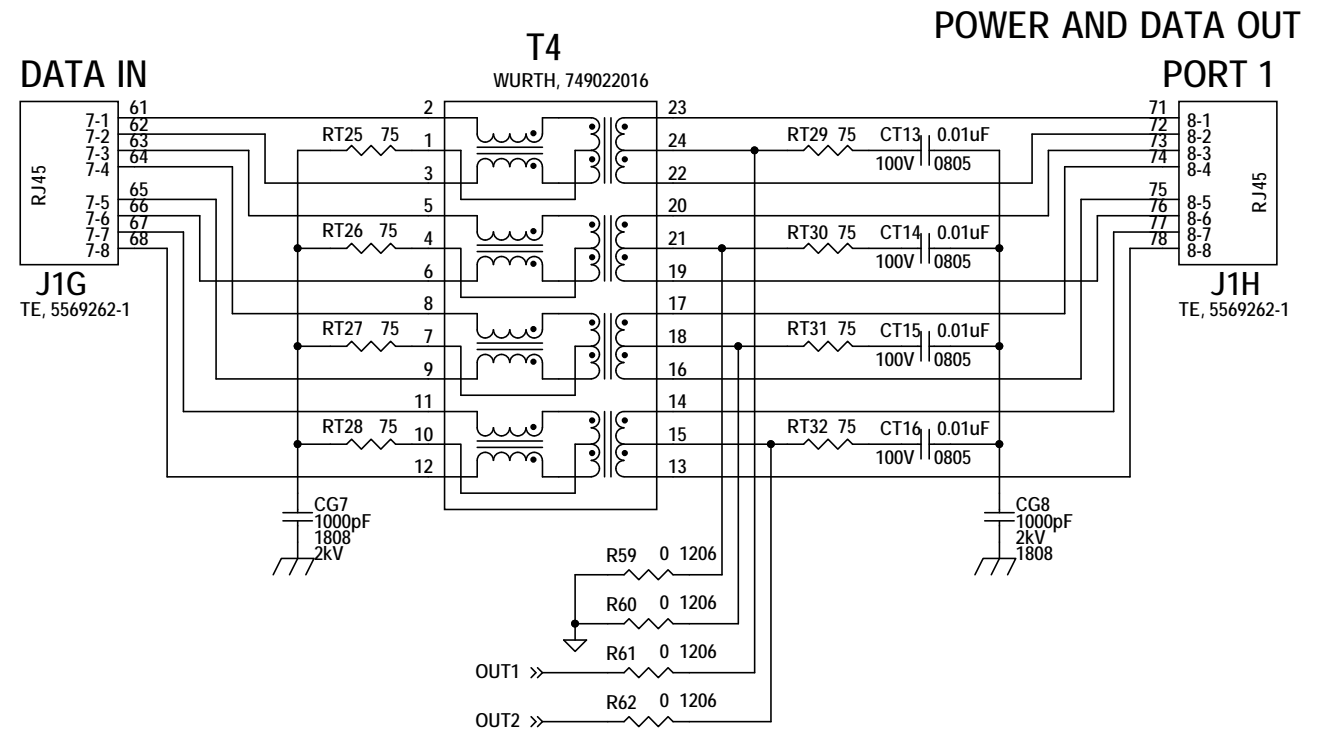 POWER AND DATA OUT
DATA IN
T4
WURTH, 749022016
PORT 1
RJ45
7-1
7-2
7-3
7-4
7-5
7-6
7-7
7-8
61
62
63
64
65
66
67
68
J1G
TE, 5569262-1
RT25 75
RT26 75
RT27 75
RT28 75
CG7
1000pF
1808
2kV
2
1
3
5
4
6
8
7
9
11
10
12
23
24
22
20
21
19
17
18
16
14
15
13
RT29 75
CT13 0.01uF
100V 0805
RT30 75
CT14 0.01uF
100V 0805
RT31 75
CT15 0.01uF
100V 0805
RT32 75
CT16 0.01uF
100V 0805
CG8
1000pF
2kV
1808
71
72
73
74
75
76
77
78
8-1
8-2
8-3
8-4
8-5
8-6
8-7
8-8
RJ45
J1H
TE, 5569262-1
R59 0 1206
R60 0 1206
R61 0 1206
OUT1
R62 0 1206
OUT2